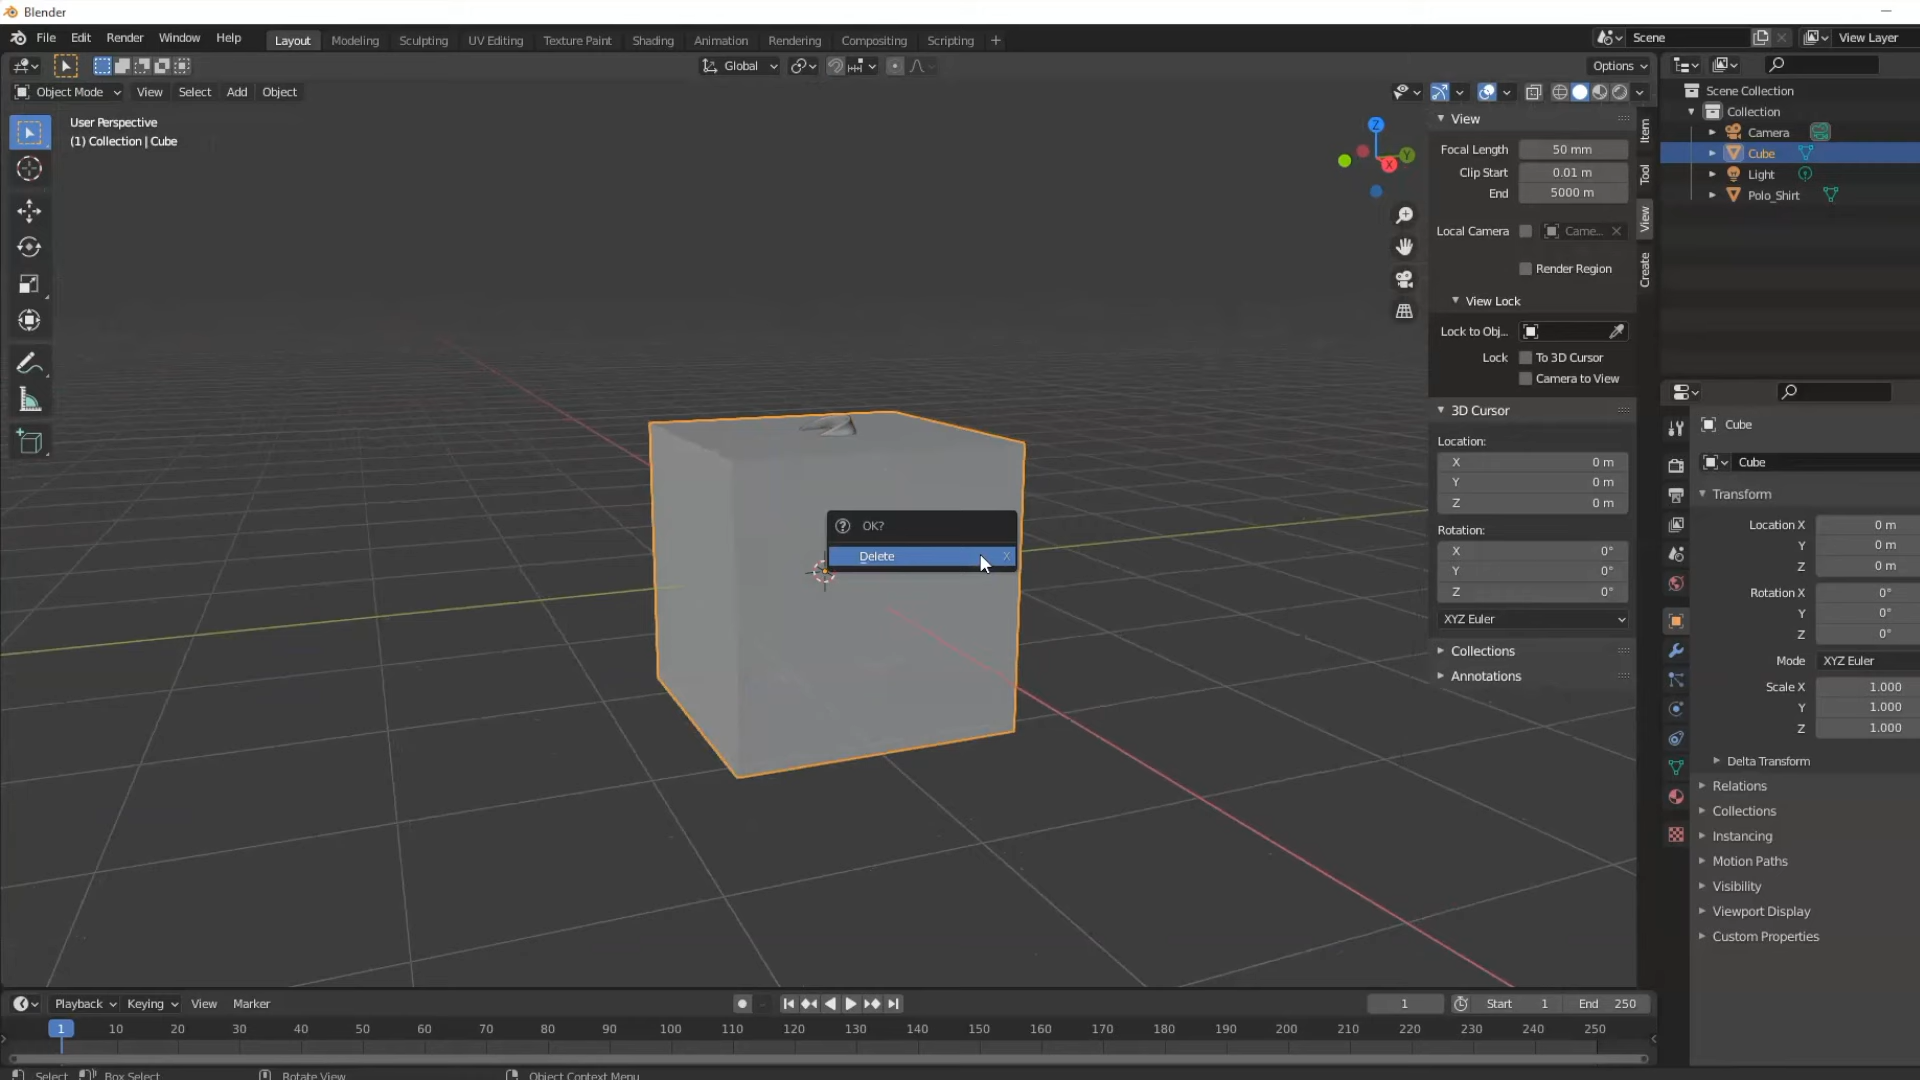 Blender
File Edit Render Window Help
Layout Modeling Sculpting UV Editing Texture Paint Shading Animation Rendering Compositing Scripting +
Scene
View Layer
Global
Options
Object Mode View Select Add Object
User Perspective
(1) Collection | Cube
Z
Y
X
OK?
Delete X
View
Focal Length 50 mm
Clip Start 0.01 m
End 5000 m
Local Camera Came..
Render Region
View Lock
Lock to Obj...
Lock To 3D Cursor
Camera to View
3D Cursor
Location:
X 0 m
Y 0 m
Z 0 m
Rotation:
X 0°
Y 0°
Z 0°
XYZ Euler
Collections
Annotations
Item
Tool
View
Create
Scene Collection
Collection
Camera
Cube
Light
Polo_Shirt
Cube
Cube
Transform
Location X 0 m
Y 0 m
Z 0 m
Rotation X 0°
Y 0°
Z 0°
Mode XYZ Euler
Scale X 1.000
Y 1.000
Z 1.000
Delta Transform
Relations
Collections
Instancing
Motion Paths
Visibility
Viewport Display
Custom Properties
Playback Keying View Marker
1 Start 1 End 250
1 10 20 30 40 50 60 70 80 90 100 110 120 130 140 150 160 170 180 190 200 210 220 230 240 250
Select Box Select Rotate View Object Context Menu